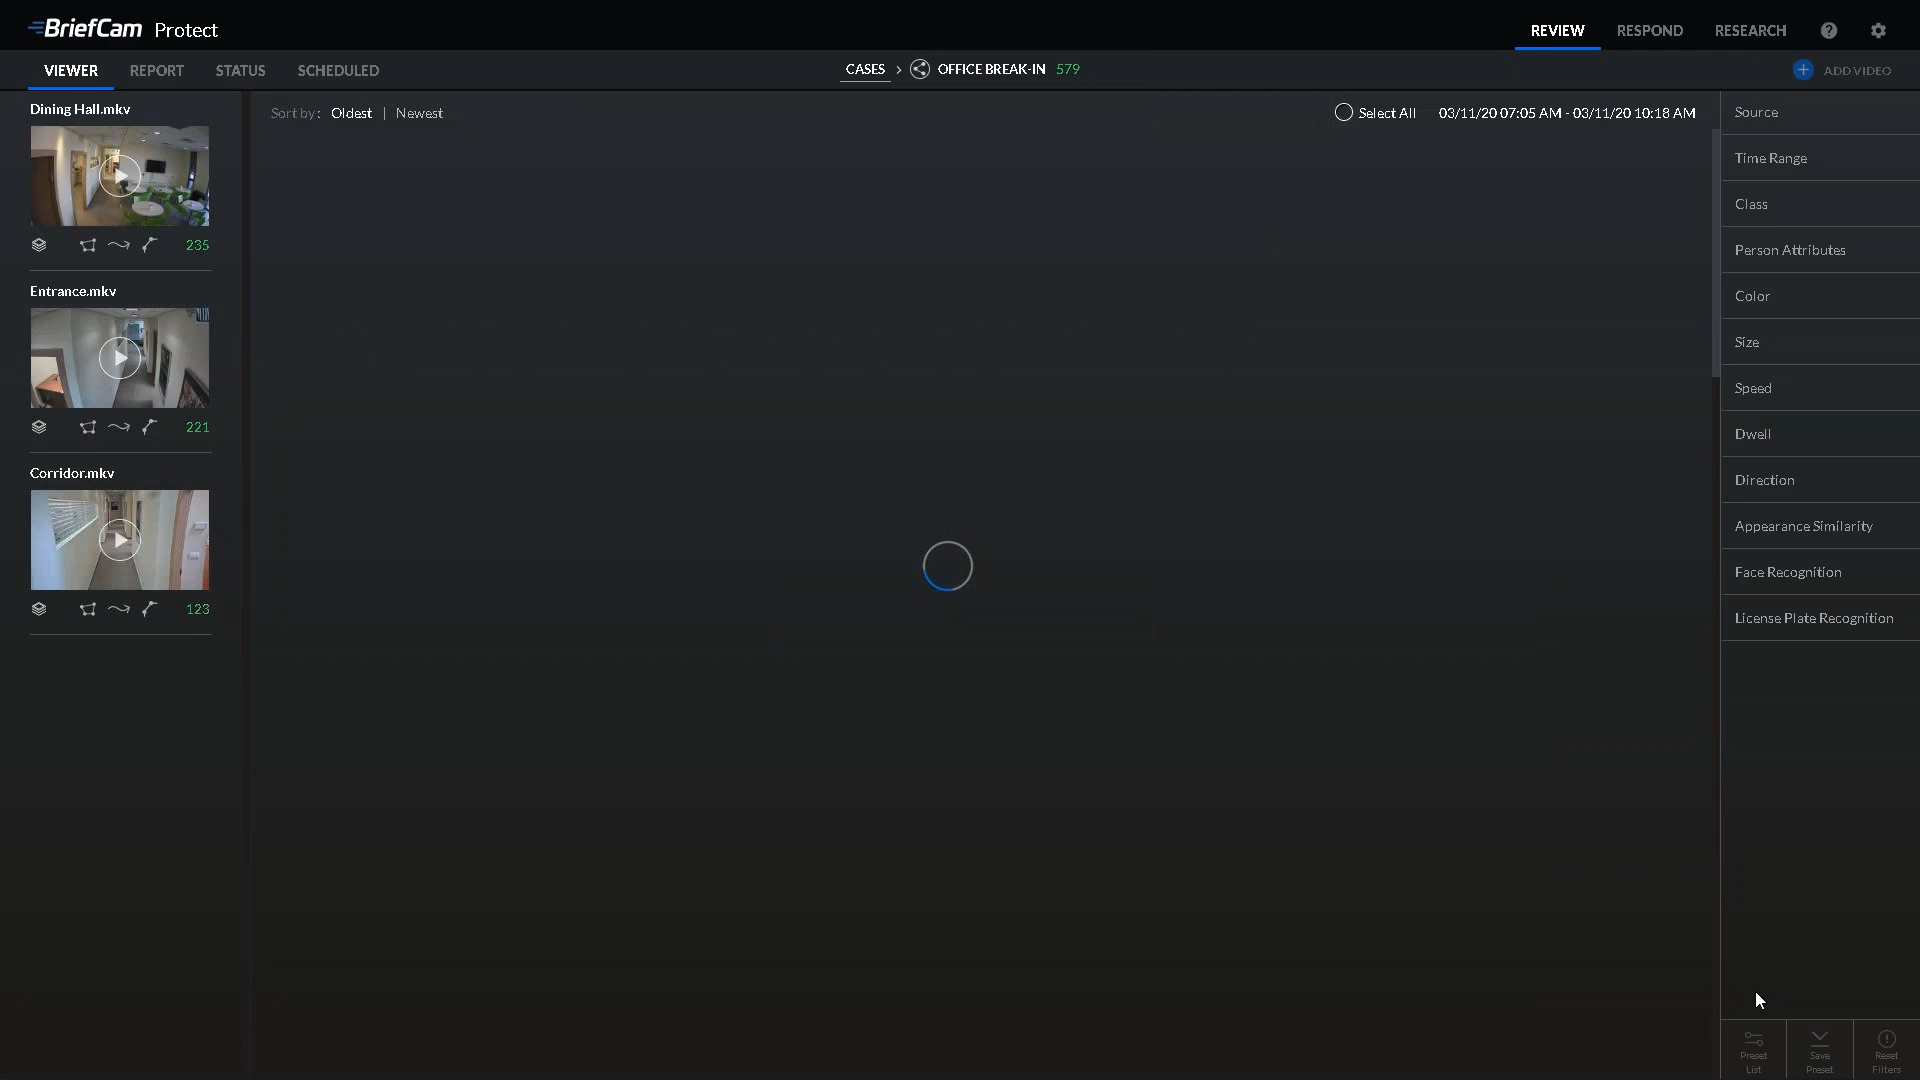 BriefCam Protect
REVIEW RESPOND RESEARCH
VIEWER REPORT STATUS SCHEDULED
CASES > OFFICE BREAK-IN 579
ADD VIDEO
Dining Hall.mkv
235
Entrance.mkv
221
Corridor.mkv
123
Sort by: Oldest | Newest
Select All 03/11/20 07:05 AM - 03/11/20 10:18 AM
Source
Time Range
Class
Person Attributes
Color
Size
Speed
Dwell
Direction
Appearance Similarity
Face Recognition
License Plate Recognition
Preset
List
Save
Preset
Reset
Filters